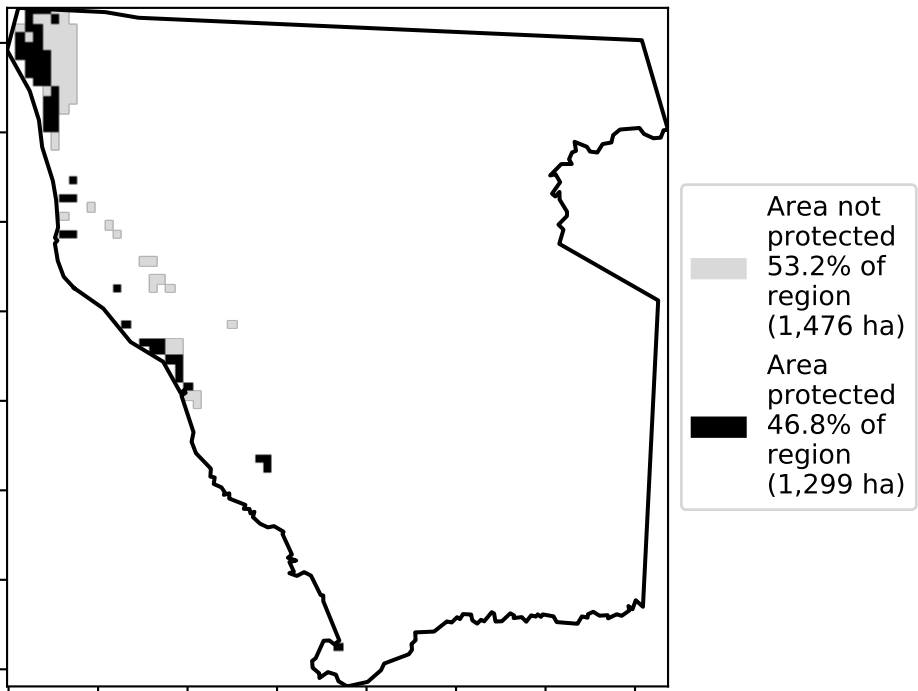 Area not
protected
53.2% of
region
(1,476 ha)
Area
protected
46.8% of
region
(1,299 ha)